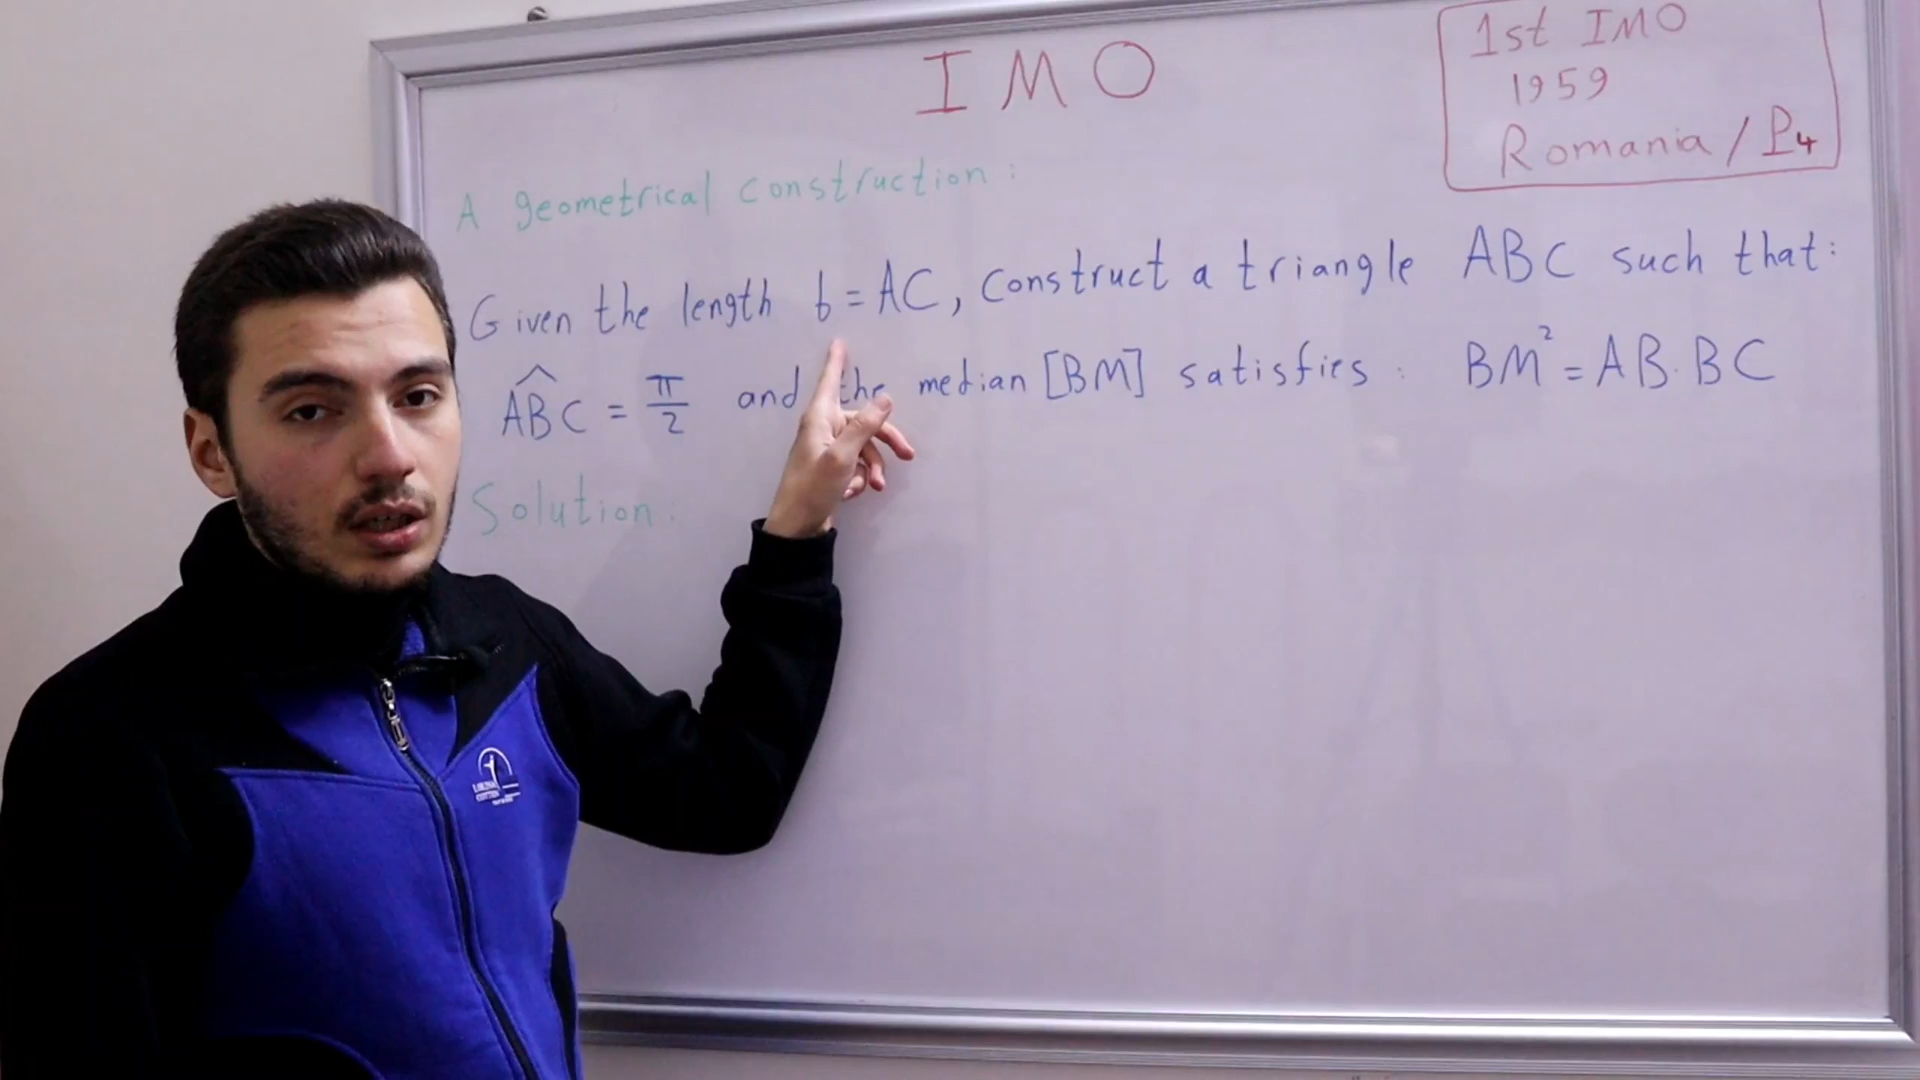 IMO
1st IMO
1959
Romania / P4
A geometrical construction:
Given the length b = AC, construct a triangle ABC such that:
ABC = π/2 and the median [BM] satisfies: BM² = AB.BC
Solution: